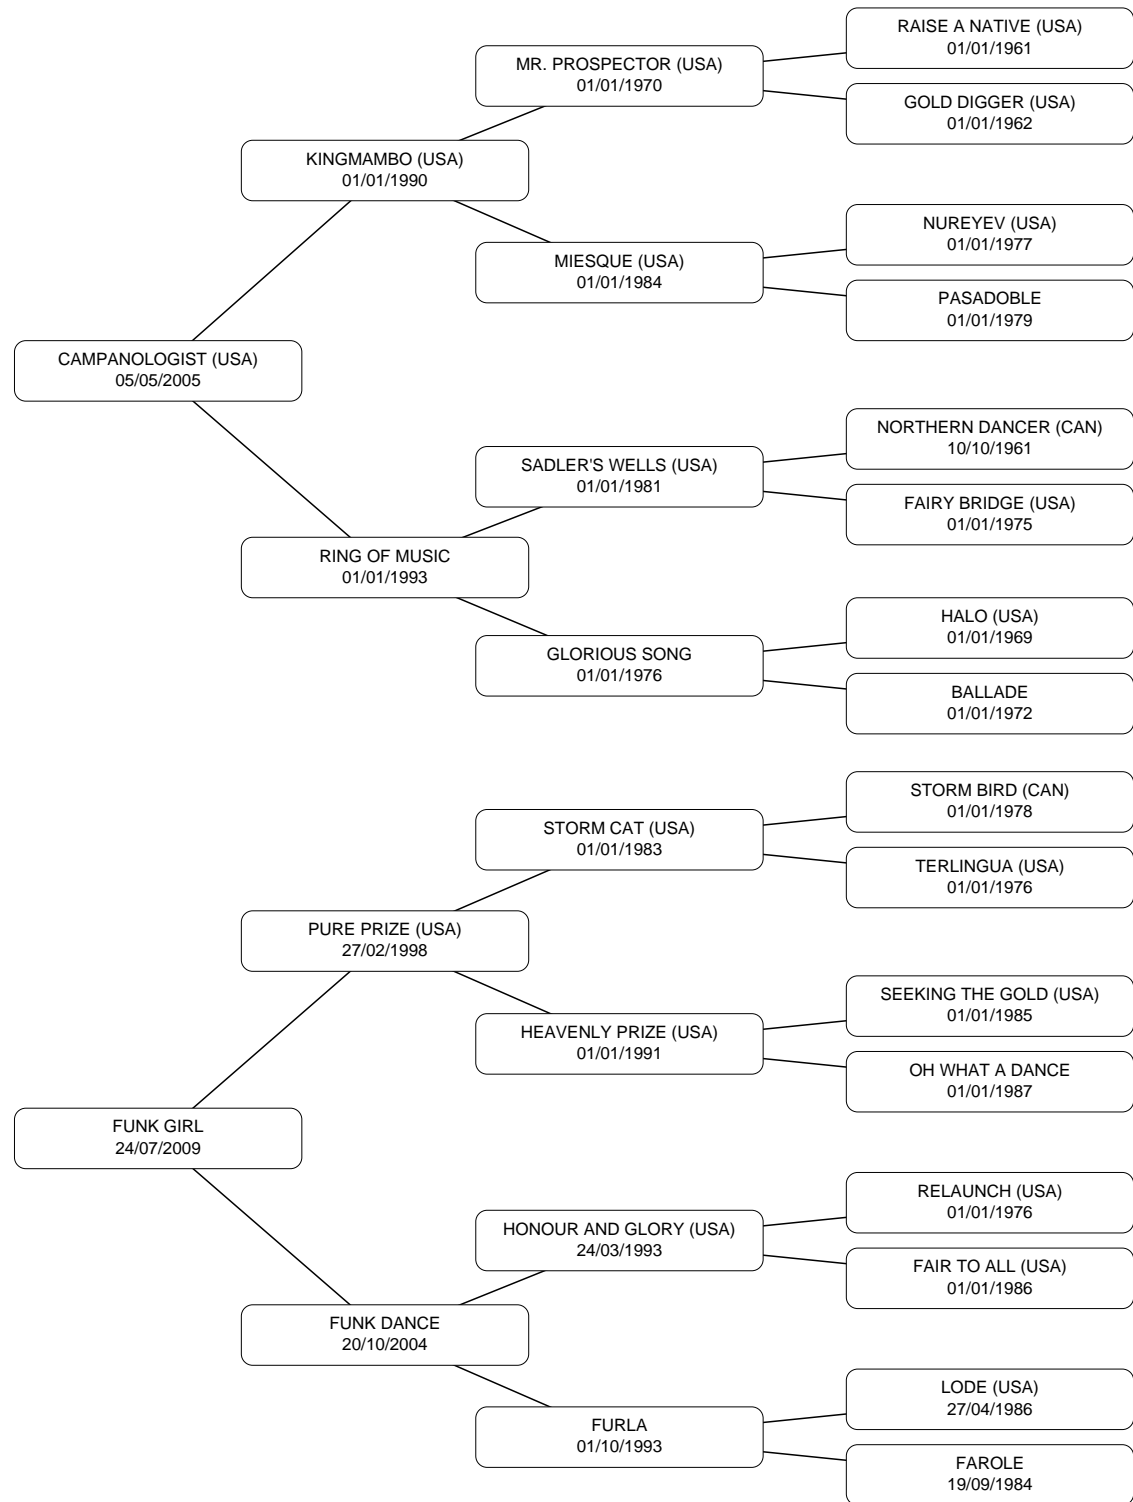 RAISE A NATIVE (USA)
01/01/1961
MR. PROSPECTOR (USA)
01/01/1970
GOLD DIGGER (USA)
01/01/1962
KINGMAMBO (USA)
01/01/1990
NUREYEV (USA)
01/01/1977
MIESQUE (USA)
01/01/1984
PASADOBLE
01/01/1979
CAMPANOLOGIST (USA)
05/05/2005
NORTHERN DANCER (CAN)
10/10/1961
SADLER'S WELLS (USA)
01/01/1981
FAIRY BRIDGE (USA)
01/01/1975
RING OF MUSIC
01/01/1993
HALO (USA)
01/01/1969
GLORIOUS SONG
01/01/1976
BALLADE
01/01/1972
STORM BIRD (CAN)
01/01/1978
STORM CAT (USA)
01/01/1983
TERLINGUA (USA)
01/01/1976
PURE PRIZE (USA)
27/02/1998
SEEKING THE GOLD (USA)
01/01/1985
HEAVENLY PRIZE (USA)
01/01/1991
OH WHAT A DANCE
01/01/1987
FUNK GIRL
24/07/2009
RELAUNCH (USA)
01/01/1976
HONOUR AND GLORY (USA)
24/03/1993
FAIR TO ALL (USA)
01/01/1986
FUNK DANCE
20/10/2004
LODE (USA)
27/04/1986
FURLA
01/10/1993
FAROLE
19/09/1984